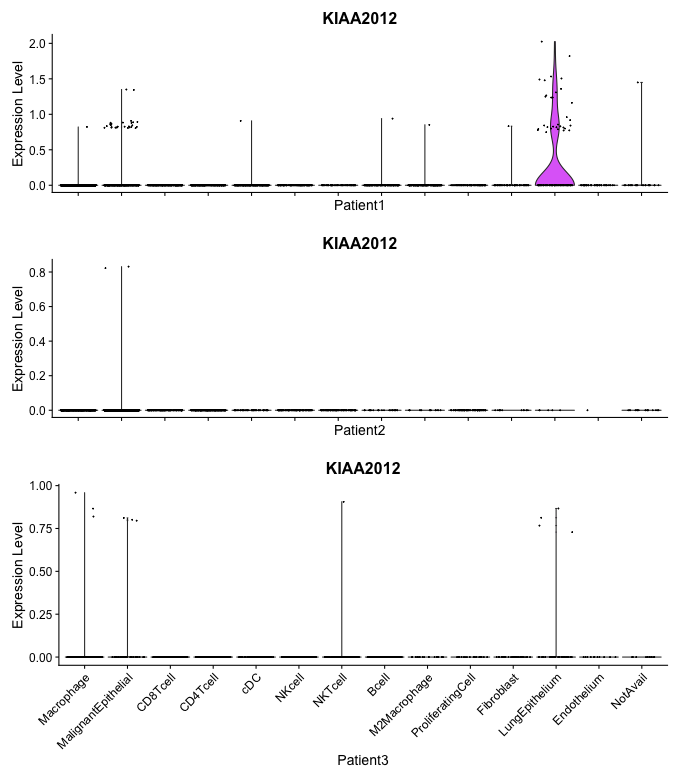 KIAA2012
Expression Level
2.0
1.5
1.0
0.5
0.0
Patient1
KIAA2012
Expression Level
0.8
0.6
0.4
0.2
0.0
Patient2
KIAA2012
Expression Level
1.00
0.75
0.50
0.25
0.00
Macrophage
MalignantEpithelial
CD8Tcell
CD4Tcell
cDC
NKcell
NKTcell
Bcell
M2Macrophage
ProliferatingCell
Fibroblast
LungEpithelium
Endothelium
NotAvail
Patient3